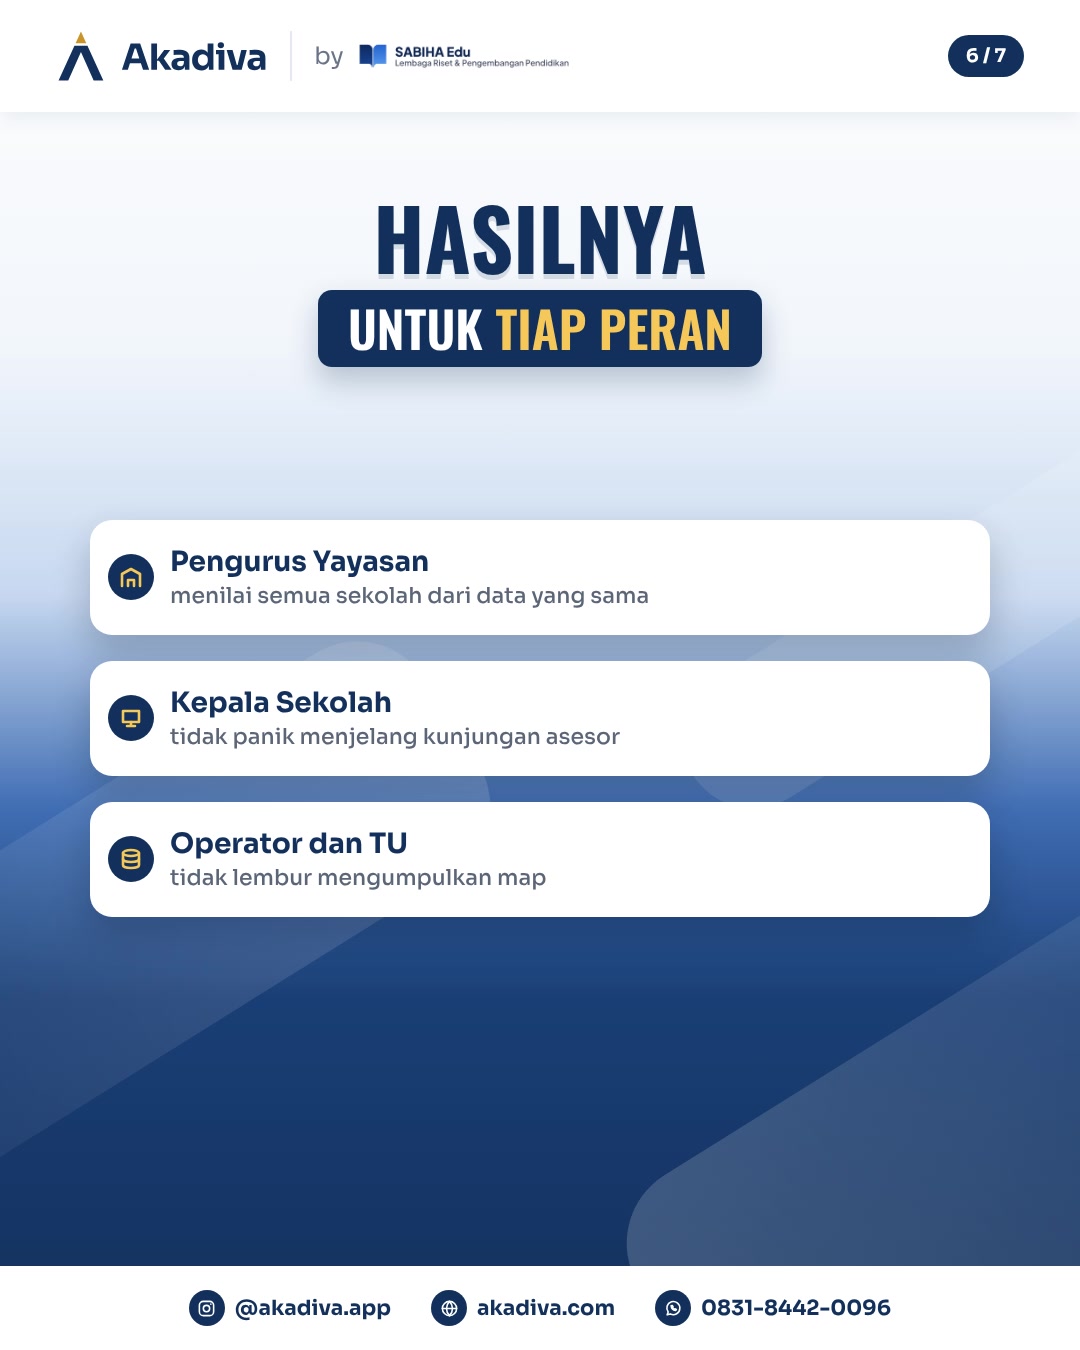 Akadiva
by
SABIHA Edu
Lembaga Riset & Pengembangan Pendidikan
6 / 7
HASILNYA
UNTUK TIAP PERAN
Pengurus Yayasan
menilai semua sekolah dari data yang sama
Kepala Sekolah
tidak panik menjelang kunjungan asesor
Operator dan TU
tidak lembur mengumpulkan map
@akadiva.app
akadiva.com
0831-8442-0096